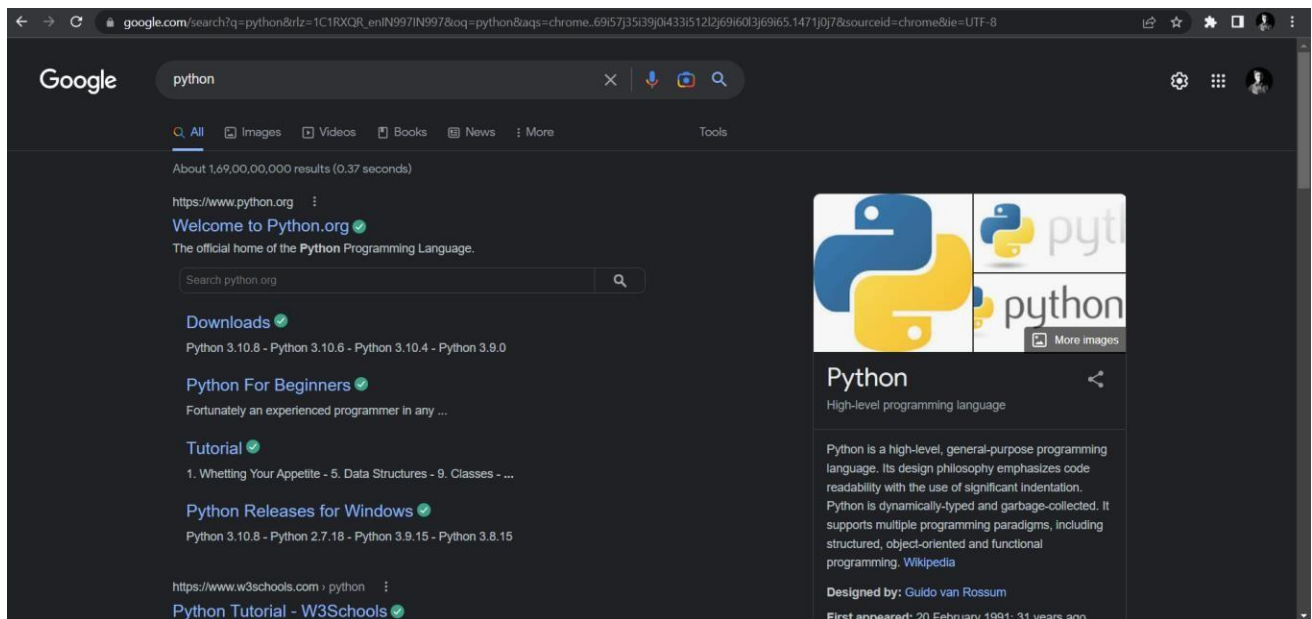 google.com/search?q=python&rlz=1C1RXQR_enIN997IN997&oq=python&aqs=chrome..69i57j35i39j0i433i512l2j69i60l3j69i65.1471j0j7&sourceid=chrome&ie=UTF-8
Google
python
All Images Videos Books News More Tools
About 1,69,00,00,000 results (0.37 seconds)
https://www.python.org
Welcome to Python.org
The official home of the Python Programming Language.
Search python.org
Downloads
Python 3.10.8 - Python 3.10.6 - Python 3.10.4 - Python 3.9.0
Python For Beginners
Fortunately an experienced programmer in any ...
Tutorial
1. Whetting Your Appetite - 5. Data Structures - 9. Classes - ...
Python Releases for Windows
Python 3.10.8 - Python 2.7.18 - Python 3.9.15 - Python 3.8.15
https://www.w3schools.com › python
Python Tutorial - W3Schools
pyt
python
More images
Python
High-level programming language
Python is a high-level, general-purpose programming
language. Its design philosophy emphasizes code
readability with the use of significant indentation.
Python is dynamically-typed and garbage-collected. It
supports multiple programming paradigms, including
structured, object-oriented and functional
programming. Wikipedia
Designed by: Guido van Rossum
First appeared: 20 February 1991; 31 years ago